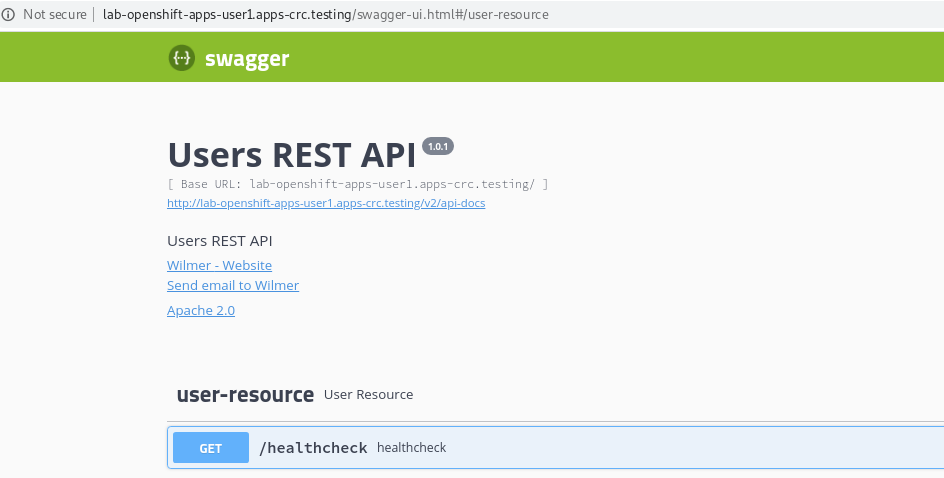 Not secure | lab-openshift-apps-user1.apps-crc.testing/swagger-ui.html#/user-resource
{...} swagger
Users REST API 1.0.1
[ Base URL: lab-openshift-apps-user1.apps-crc.testing/ ]
http://lab-openshift-apps-user1.apps-crc.testing/v2/api-docs
Users REST API
Wilmer - Website
Send email to Wilmer
Apache 2.0
user-resource User Resource
GET /healthcheck healthcheck